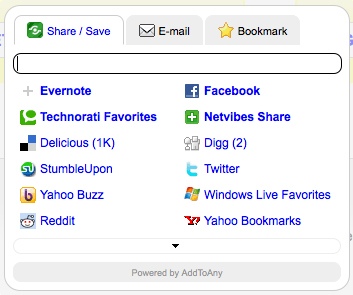 Share / Save E-mail Bookmark
Evernote Facebook
Technorati Favorites Netvibes Share
Delicious (1K) Digg (2)
StumbleUpon Twitter
Yahoo Buzz Windows Live Favorites
Reddit Yahoo Bookmarks
Powered by AddToAny